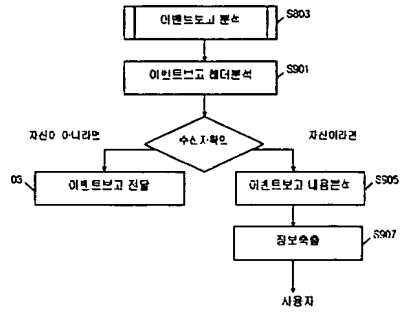 이벤트보고 분석
S803
이벤트보고 헤더분석
S901
수신자확인
자신이 아니라면
자신이라면
03
이벤트보고 전달
이벤트보고 내용분석
S905
정보추출
S907
사용자